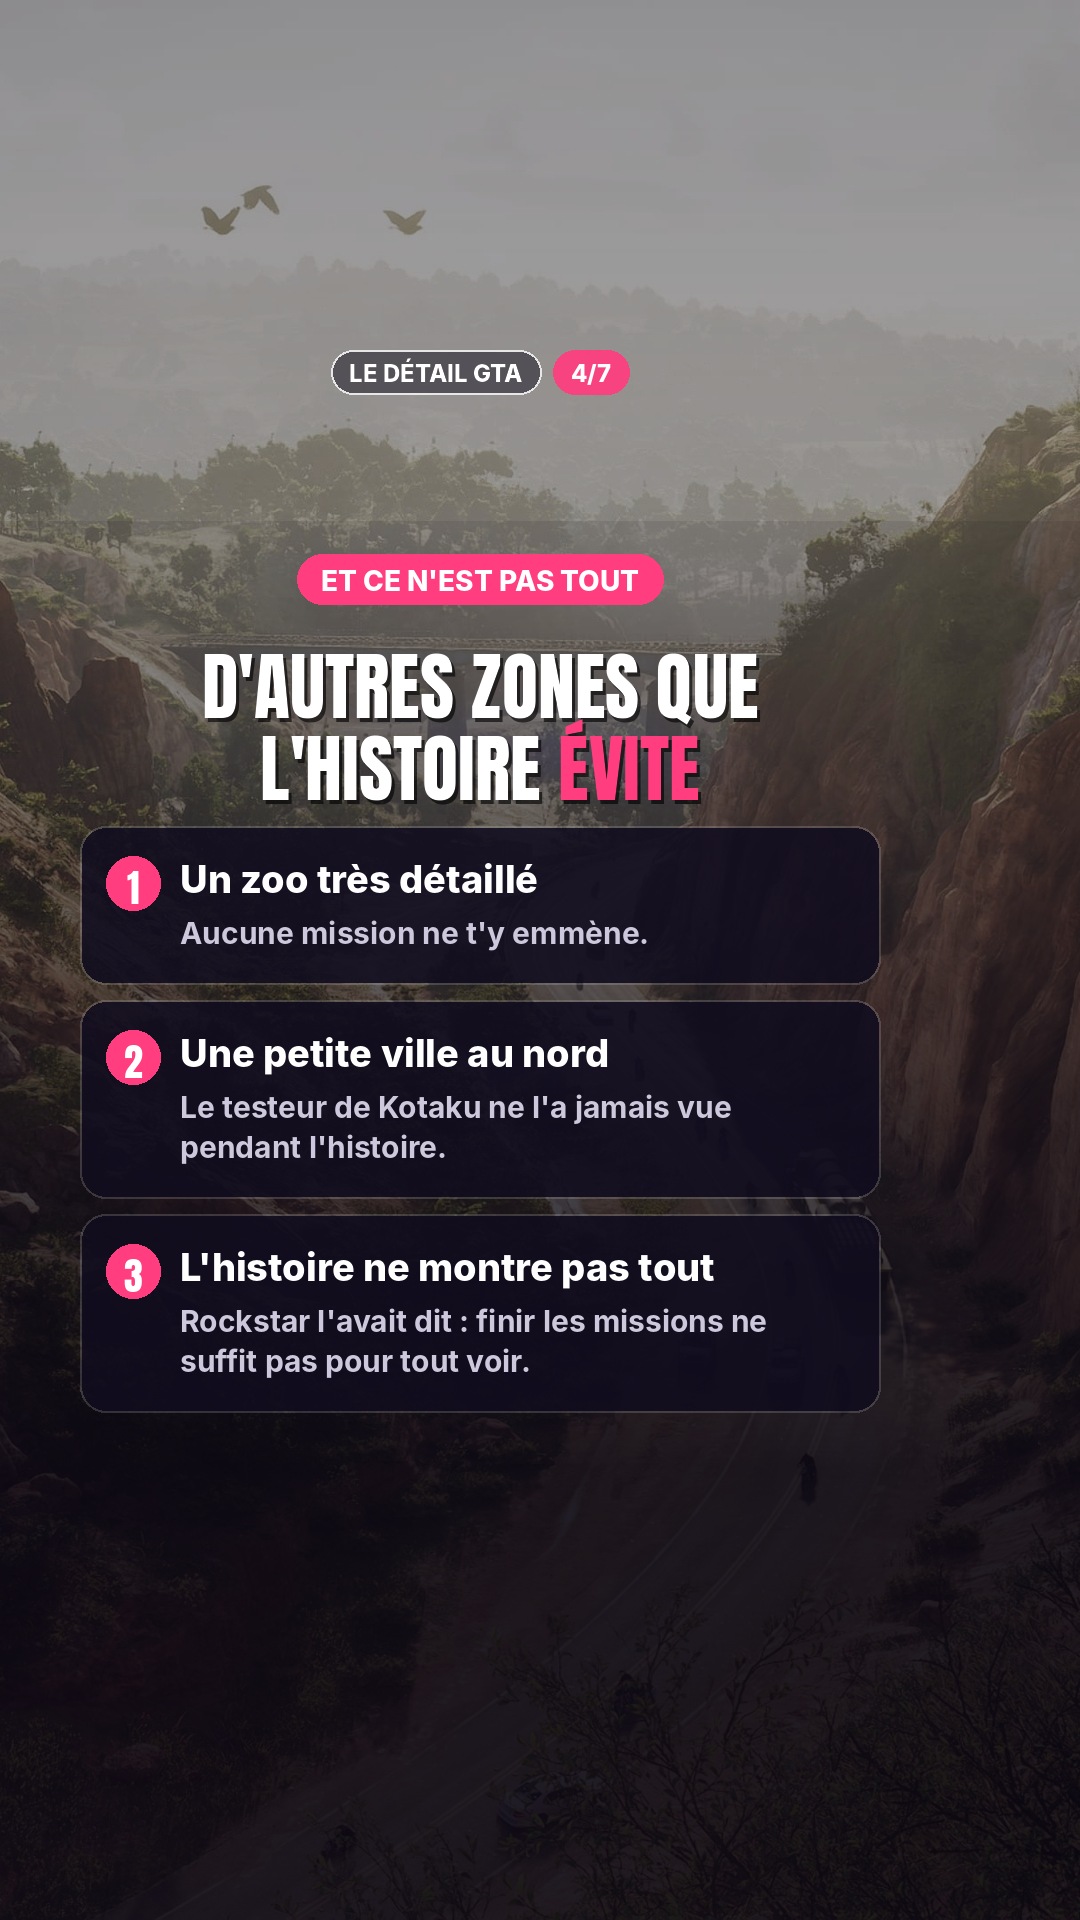 LE DÉTAIL GTA 4/7
ET CE N'EST PAS TOUT
D'AUTRES ZONES QUE
L'HISTOIRE ÉVITE
1 Un zoo très détaillé
Aucune mission ne t'y emmène.
2 Une petite ville au nord
Le testeur de Kotaku ne l'a jamais vue
pendant l'histoire.
3 L'histoire ne montre pas tout
Rockstar l'avait dit : finir les missions ne
suffit pas pour tout voir.